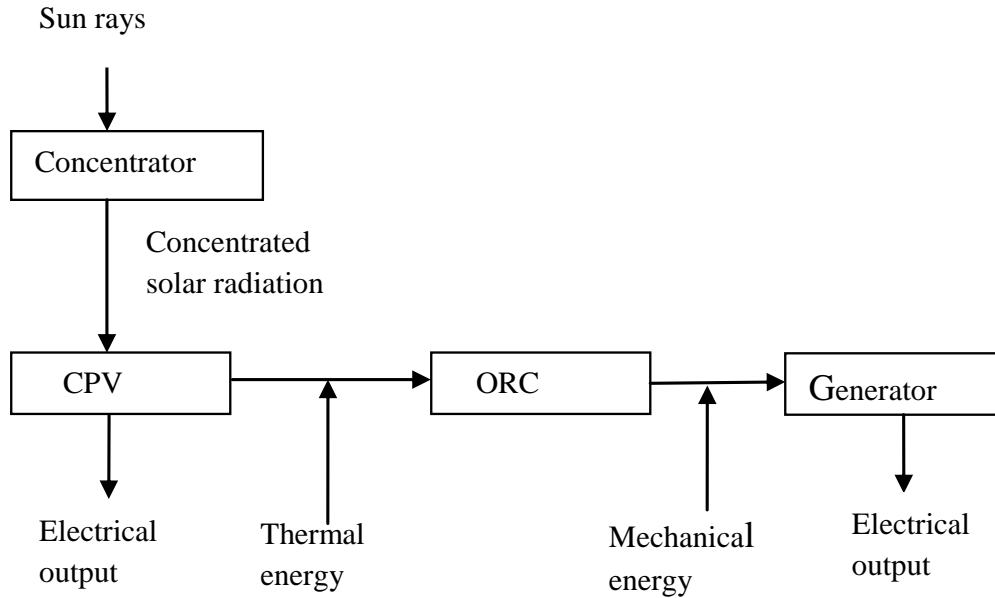 Sun rays
Concentrator
Concentrated
solar radiation
CPV
ORC
Generator
Electrical
output
Thermal
energy
Mechanical
energy
Electrical
output